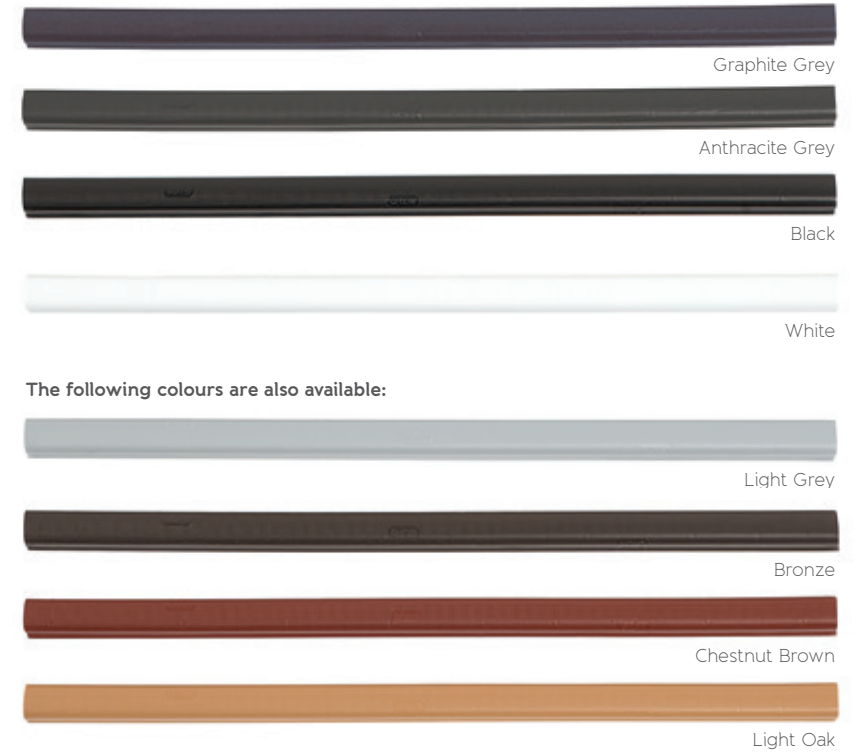 Graphite Grey
Anthracite Grey
Black
White
The following colours are also available:
Light Grey
Bronze
Chestnut Brown
Light Oak